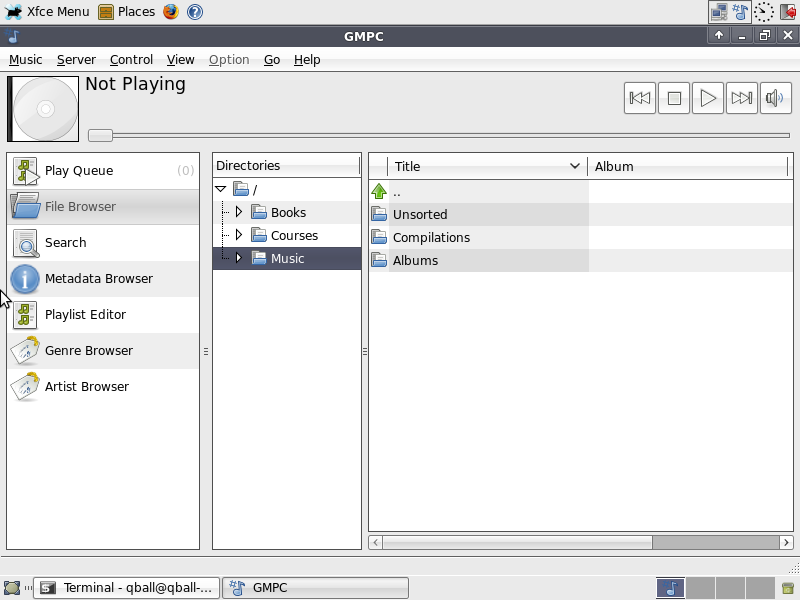 Xfce Menu Places
GMPC
Music Server Control View Option Go Help
Not Playing
Play Queue (0)
File Browser
Search
Metadata Browser
Playlist Editor
Genre Browser
Artist Browser
Directories
/
Books
Courses
Music
Title Album
..
Unsorted
Compilations
Albums
Terminal - qball@qball-... GMPC